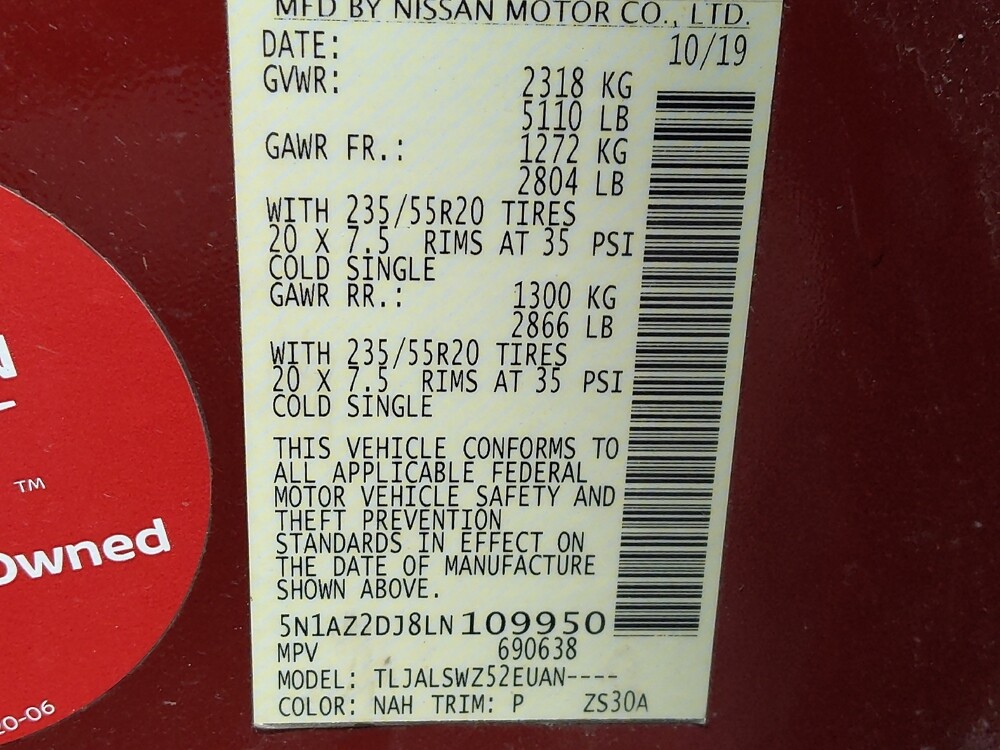 MFD BY NISSAN MOTOR CO., LTD.
DATE: 10/19
GVWR: 2318 KG
5110 LB
GAWR FR.: 1272 KG
2804 LB
WITH 235/55R20 TIRES
20 X 7.5 RIMS AT 35 PSI
COLD SINGLE
GAWR RR.: 1300 KG
2866 LB
WITH 235/55R20 TIRES
20 X 7.5 RIMS AT 35 PSI
COLD SINGLE
THIS VEHICLE CONFORMS TO
ALL APPLICABLE FEDERAL
MOTOR VEHICLE SAFETY AND
THEFT PREVENTION
STANDARDS IN EFFECT ON
THE DATE OF MANUFACTURE
SHOWN ABOVE.
5N1AZ2DJ8LN109950
MPV 690638
MODEL: TLJALSWZ52EUAN----
COLOR: NAH TRIM: P ZS30A
TM
Owned
20-06